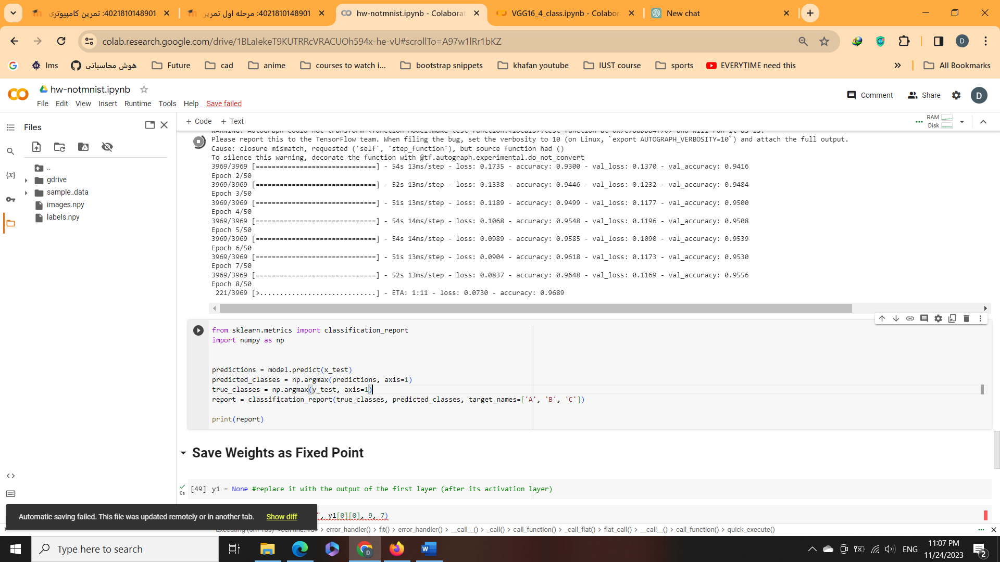 4021810148901: تمرین کامپیوتری
4021810148901: مرحله اول تمرین
hw-notmnist.ipynb - Colabora
VGG16_4_class.ipynb - Colabor
New chat
colab.research.google.com/drive/1BLaIekeT9KUTRRcVRACUOh594x-he-vU#scrollTo=A97w1lRr1bKZ
D
lms
هوش محاسباتی
Future
cad
anime
courses to watch i...
bootstrap snippets
khafan youtube
IUST course
sports
EVERYTIME need this
»
All Bookmarks
hw-notmnist.ipynb
File Edit View Insert Runtime Tools Help Save failed
Comment
Share
D
Files
+ Code + Text
RAM
Disk
..
gdrive
sample_data
images.npy
labels.npy
Please report this to the TensorFlow team. When filing the bug, set the verbosity to 10 (on Linux, `export AUTOGRAPH_VERBOSITY=10`) and attach the full output.
Cause: closure mismatch, requested ('self', 'step_function'), but source function had ()
To silence this warning, decorate the function with @tf.autograph.experimental.do_not_convert
3969/3969 [==============================] - 54s 13ms/step - loss: 0.1735 - accuracy: 0.9300 - val_loss: 0.1370 - val_accuracy: 0.9416
Epoch 2/50
3969/3969 [==============================] - 52s 13ms/step - loss: 0.1338 - accuracy: 0.9446 - val_loss: 0.1232 - val_accuracy: 0.9484
Epoch 3/50
3969/3969 [==============================] - 51s 13ms/step - loss: 0.1189 - accuracy: 0.9499 - val_loss: 0.1177 - val_accuracy: 0.9500
Epoch 4/50
3969/3969 [==============================] - 54s 14ms/step - loss: 0.1068 - accuracy: 0.9548 - val_loss: 0.1196 - val_accuracy: 0.9508
Epoch 5/50
3969/3969 [==============================] - 54s 14ms/step - loss: 0.0989 - accuracy: 0.9585 - val_loss: 0.1090 - val_accuracy: 0.9539
Epoch 6/50
3969/3969 [==============================] - 51s 13ms/step - loss: 0.0904 - accuracy: 0.9618 - val_loss: 0.1173 - val_accuracy: 0.9530
Epoch 7/50
3969/3969 [==============================] - 52s 13ms/step - loss: 0.0837 - accuracy: 0.9648 - val_loss: 0.1169 - val_accuracy: 0.9556
Epoch 8/50
221/3969 [>.............................] - ETA: 1:11 - loss: 0.0730 - accuracy: 0.9689
from sklearn.metrics import classification_report
import numpy as np
predictions = model.predict(x_test)
predicted_classes = np.argmax(predictions, axis=1)
true_classes = np.argmax(y_test, axis=1)
report = classification_report(true_classes, predicted_classes, target_names=['A', 'B', 'C'])
print(report)
Save Weights as Fixed Point
0s
[49] y1 = None #replace it with the output of the first layer (after its activation layer)
", y1[0][0], 9, 7)
Automatic saving failed. This file was updated remotely or in another tab. Show diff
> error_handler() > fit() > error_handler() > __call__() > _call() > call_function() > _call_flat() > flat_call() > __call__() > call_function() > quick_execute()
Type here to search
ENG
11:07 PM
11/24/2023
2